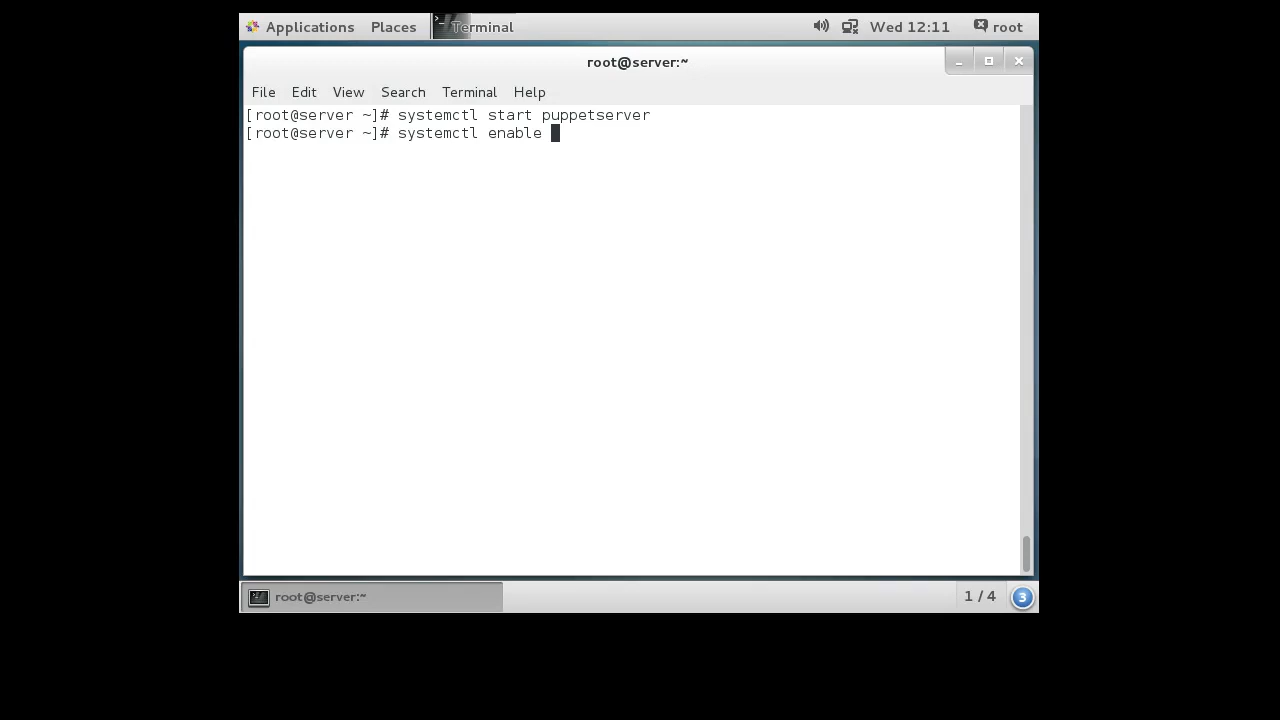 Applications Places Terminal Wed 12:11 root
root@server:~
File Edit View Search Terminal Help
[root@server ~]# systemctl start puppetserver
[root@server ~]# systemctl enable
root@server:~ 1 / 4 3